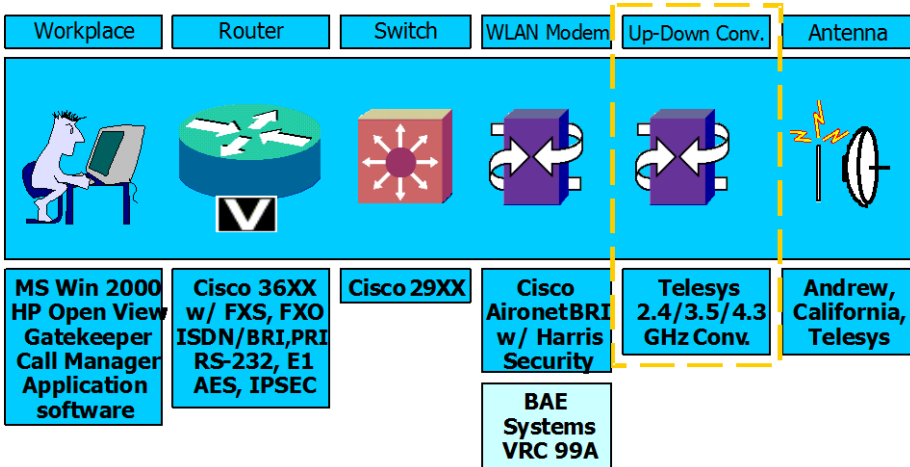 Workplace
Router
Switch
WLAN Modem
Up-Down Conv.
Antenna
V
MS Win 2000
HP Open View
Gatekeeper
Call Manager
Application
software
Cisco 36XX
w/ FXS, FXO
ISDN/BRI,PRI
RS-232, E1
AES, IPSEC
Cisco 29XX
Cisco
AironetBRI
w/ Harris
Security
BAE
Systems
VRC 99A
Telesys
2.4/3.5/4.3
GHz Conv.
Andrew,
California,
Telesys